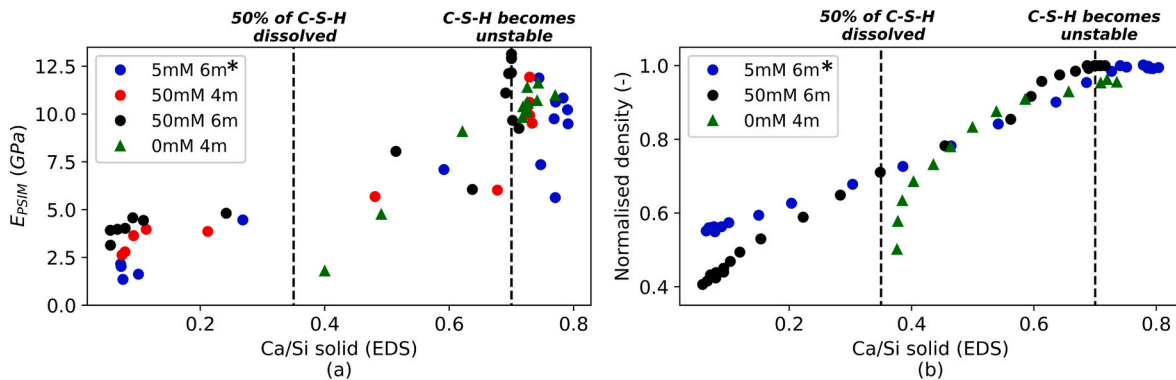 50% of C-S-H
dissolved
C-S-H becomes
unstable
12.5
10.0
7.5
5.0
2.5
0.0
E_PSIM (GPa)
5mM 6m*
50mM 4m
50mM 6m
0mM 4m
0.2
0.4
0.6
0.8
Ca/Si solid (EDS)
(a)
50% of C-S-H
dissolved
C-S-H becomes
unstable
1.0
0.8
0.6
0.4
Normalised density (-)
5mM 6m*
50mM 6m
0mM 4m
0.2
0.4
0.6
0.8
Ca/Si solid (EDS)
(b)